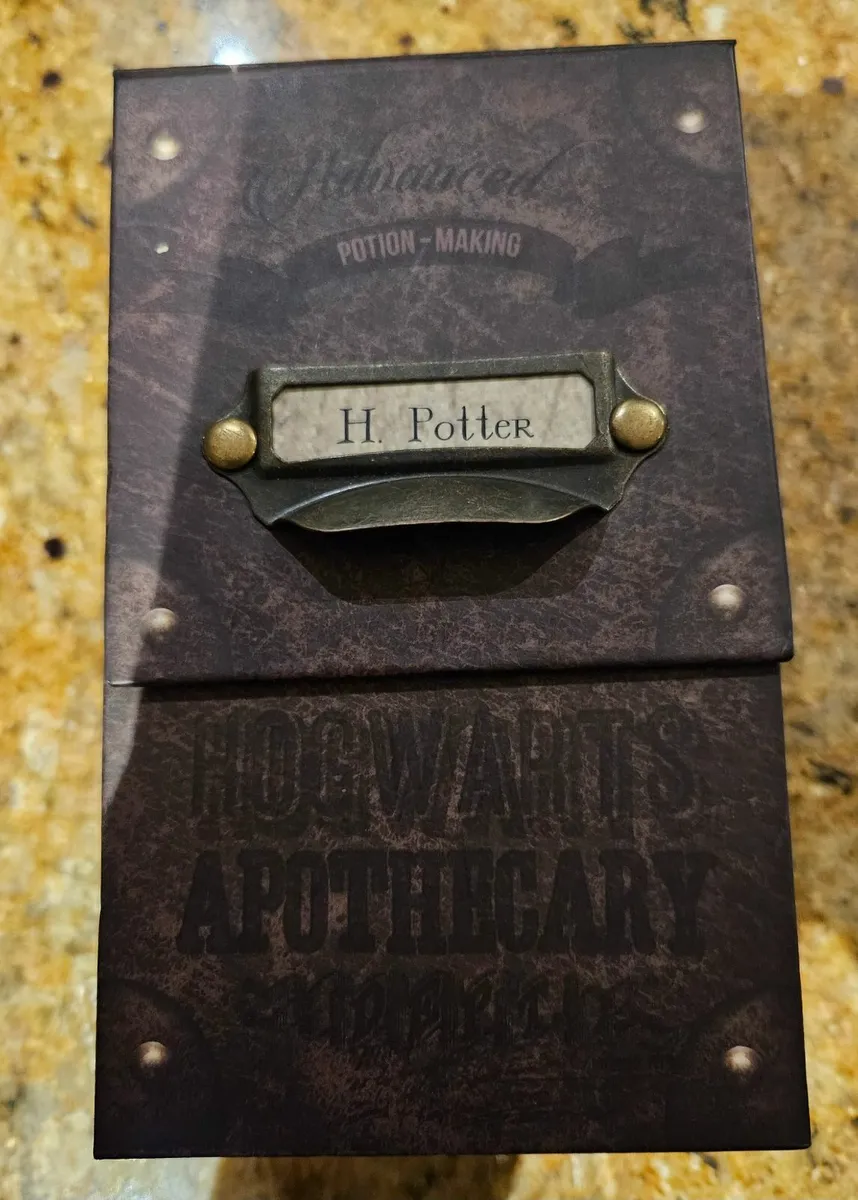 Advanced
POTION-MAKING
H. Potter
HOGWARTS
APOTHECARY